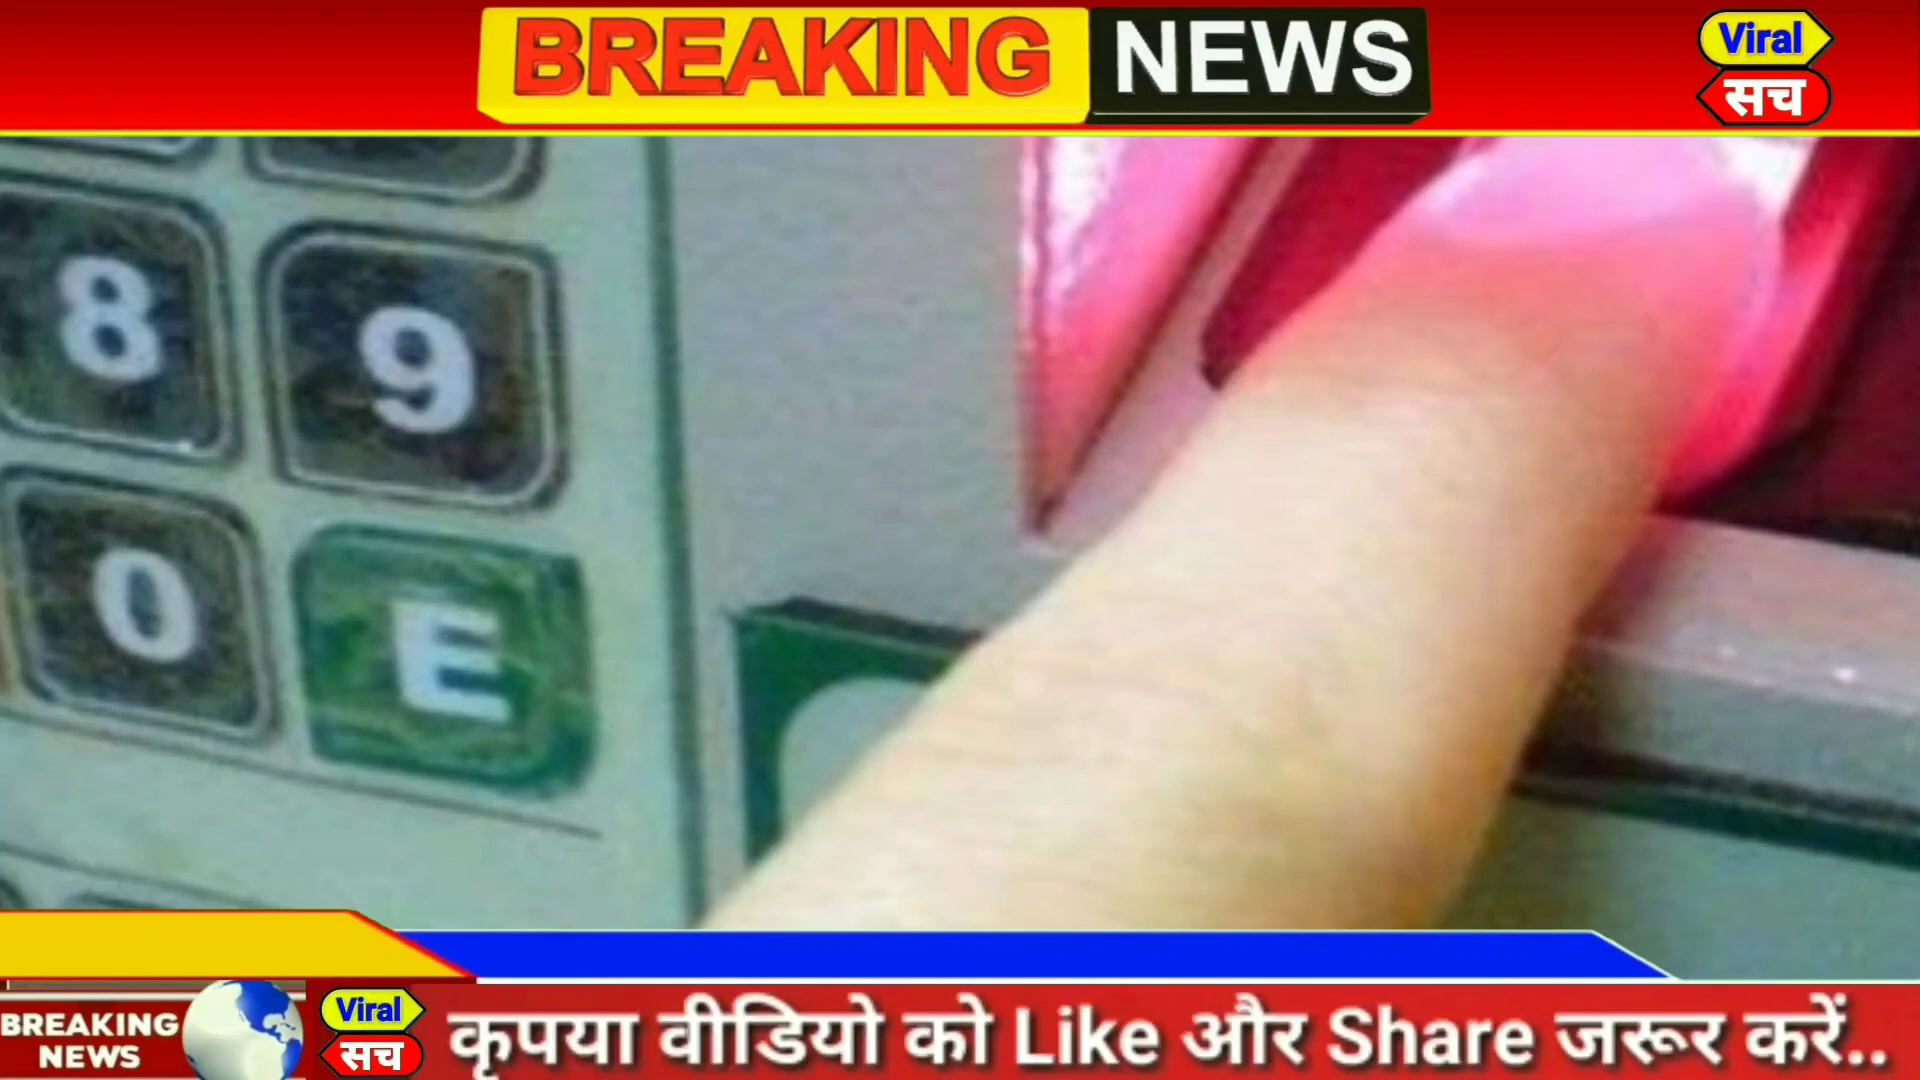 BREAKING NEWS
Viral
सच
8
9
0
E
BREAKING
NEWS
Viral
सच
कृपया वीडियो को Like और Share जरूर करें..